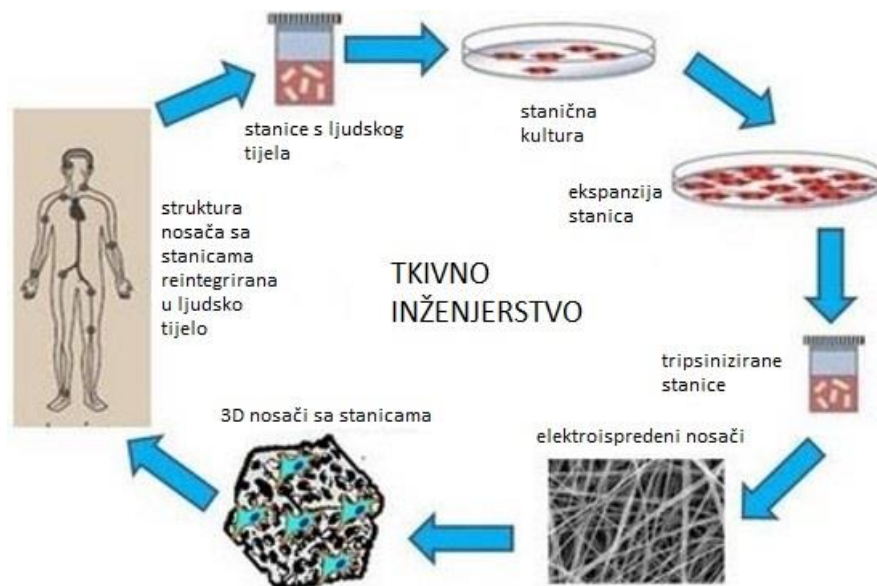 stanice s ljudskog
tijela
stanična
kultura
ekspanzija
stanica
struktura
nosača sa
stanicama
reintegrirana
u ljudsko
tijelo
TKIVNO
INŽENJERSTVO
tripsinizirane
stanice
3D nosači sa stanicama
elektroispredeni nosači